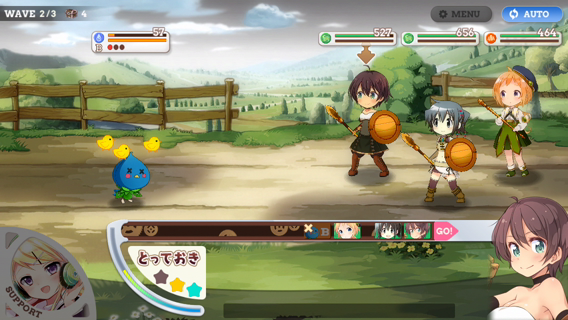 WAVE 2/3 4
MENU
AUTO
57
B
527
656
464
B
GO!
とっておき
SUPPORT